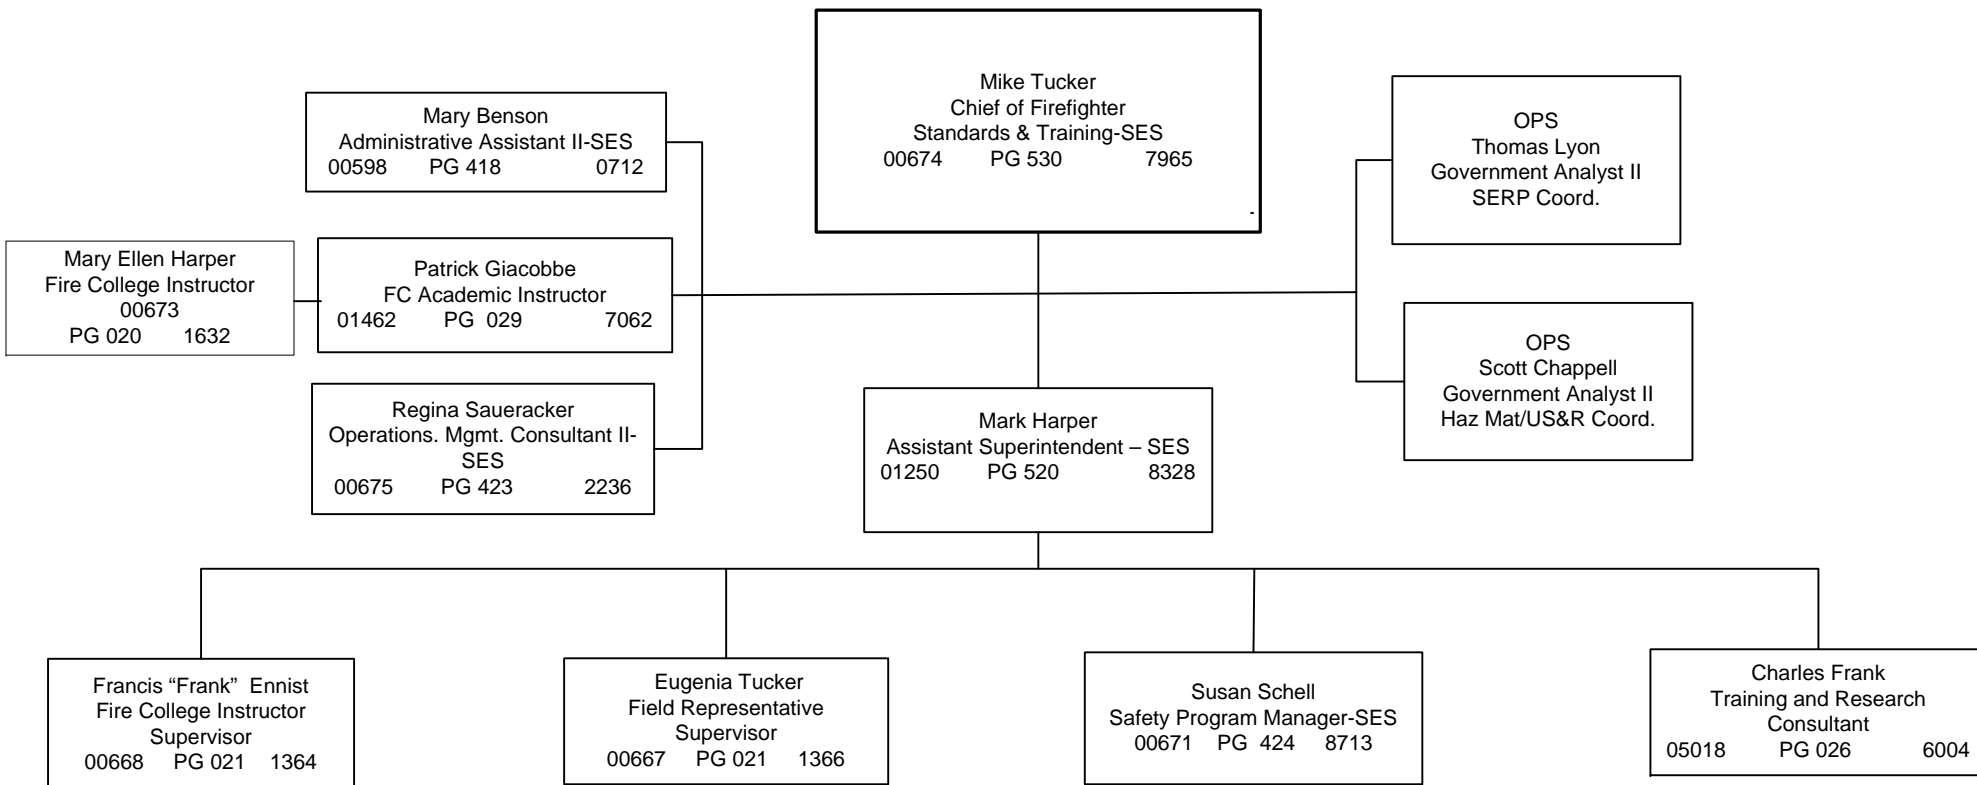 Mike Tucker
Chief of Firefighter
Standards & Training-SES
00674 PG 530 7965
-
Mary Benson
Administrative Assistant II-SES
00598 PG 418 0712
OPS
Thomas Lyon
Government Analyst II
SERP Coord.
Mary Ellen Harper
Fire College Instructor
00673
PG 020 1632
Patrick Giacobbe
FC Academic Instructor
01462 PG 029 7062
OPS
Scott Chappell
Government Analyst II
Haz Mat/US&R Coord.
Regina Saueracker
Operations. Mgmt. Consultant II-
SES
00675 PG 423 2236
Mark Harper
Assistant Superintendent – SES
01250 PG 520 8328
Francis “Frank” Ennist
Fire College Instructor
Supervisor
00668 PG 021 1364
Eugenia Tucker
Field Representative
Supervisor
00667 PG 021 1366
Susan Schell
Safety Program Manager-SES
00671 PG 424 8713
Charles Frank
Training and Research
Consultant
05018 PG 026 6004